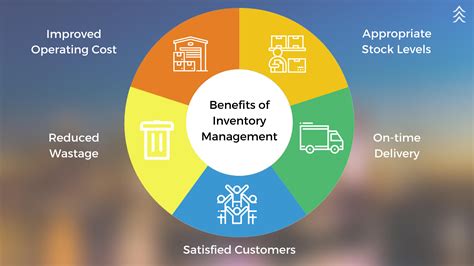 Improved
Operating Cost
Appropriate
Stock Levels
Benefits of
Inventory
Management
Reduced
Wastage
On-time
Delivery
Satisfied Customers